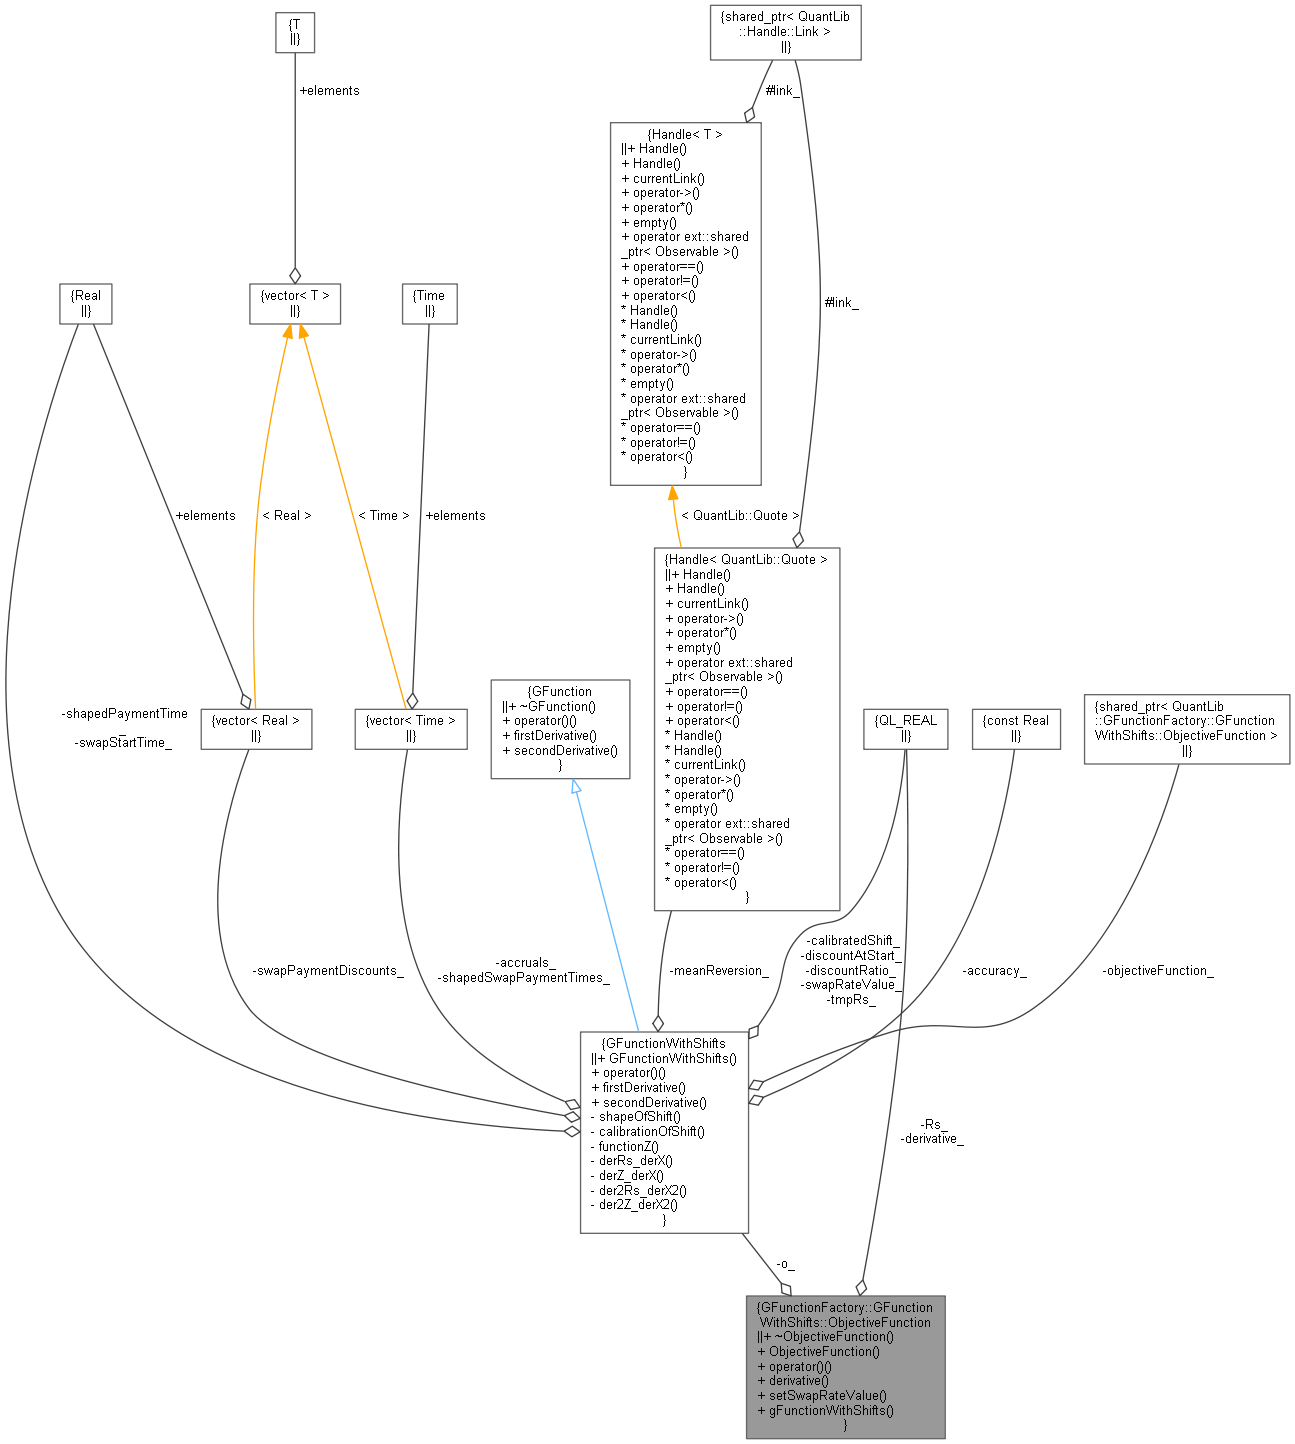 {T
||}
{shared_ptr< QuantLib
::Handle::Link >
||}
+elements
#link_
{Handle< T >
||+ Handle()
+ Handle()
+ currentLink()
+ operator->()
+ operator*()
+ empty()
+ operator ext::shared
_ptr< Observable >()
+ operator==()
+ operator!=()
+ operator<()
* Handle()
* Handle()
* currentLink()
* operator->()
* operator*()
* empty()
* operator ext::shared
_ptr< Observable >()
* operator==()
* operator!=()
* operator<()
}
{Real
||}
{vector< T >
||}
{Time
||}
#link_
+elements
< Real >
< Time >
+elements
< QuantLib::Quote >
{Handle< QuantLib::Quote >
||+ Handle()
+ Handle()
+ currentLink()
+ operator->()
+ operator*()
+ empty()
+ operator ext::shared
_ptr< Observable >()
+ operator==()
+ operator!=()
+ operator<()
* Handle()
* Handle()
* currentLink()
* operator->()
* operator*()
* empty()
* operator ext::shared
_ptr< Observable >()
* operator==()
* operator!=()
* operator<()
}
-shapedPaymentTime
_
-swapStartTime_
{vector< Real >
||}
{vector< Time >
||}
{GFunction
||+ ~GFunction()
+ operator()()
+ firstDerivative()
+ secondDerivative()
}
{QL_REAL
||}
{const Real
||}
{shared_ptr< QuantLib
::GFunctionFactory::GFunction
WithShifts::ObjectiveFunction >
||}
-swapPaymentDiscounts_
-accruals_
-shapedSwapPaymentTimes_
-meanReversion_
-calibratedShift_
-discountAtStart_
-discountRatio_
-swapRateValue_
-tmpRs_
-accuracy_
-objectiveFunction_
{GFunctionWithShifts
||+ GFunctionWithShifts()
+ operator()()
+ firstDerivative()
+ secondDerivative()
- shapeOfShift()
- calibrationOfShift()
- functionZ()
- derRs_derX()
- derZ_derX()
- der2Rs_derX2()
- der2Z_derX2()
}
-Rs_
-derivative_
-o_
{GFunctionFactory::GFunction
WithShifts::ObjectiveFunction
||+ ~ObjectiveFunction()
+ ObjectiveFunction()
+ operator()()
+ derivative()
+ setSwapRateValue()
+ gFunctionWithShifts()
}